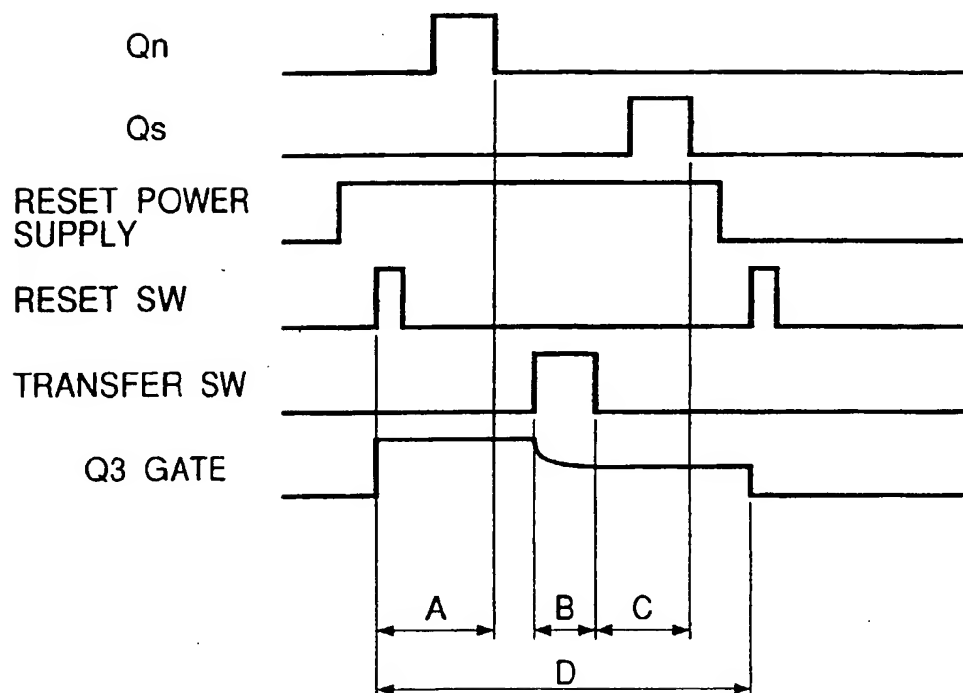 Qn
Qs
RESET POWER
SUPPLY
RESET SW
TRANSFER SW
Q3 GATE
A
B
C
D